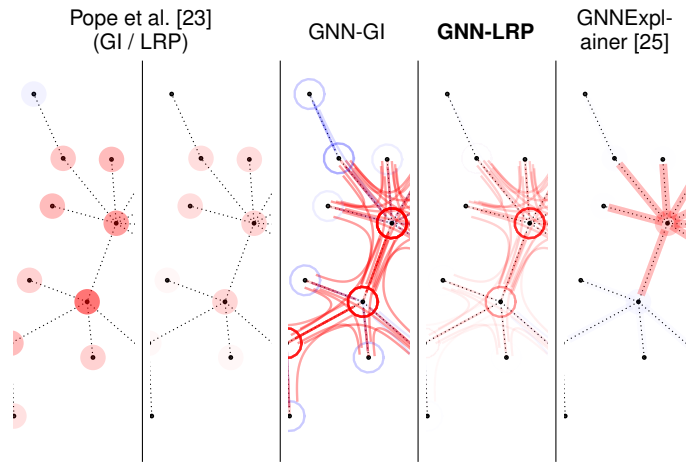 Pope et al. [23]
(GI / LRP)
GNN-GI
GNN-LRP
GNNExpl-
ainer [25]